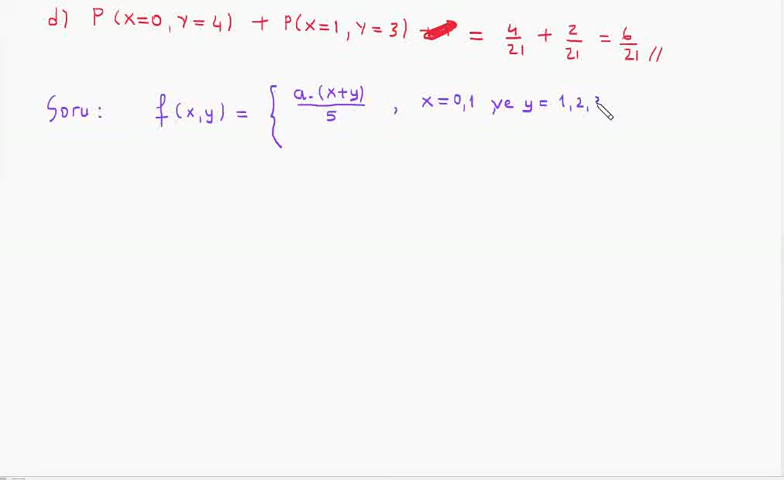 d) P(X=0, Y=4) + P(X=1, Y=3) = 4/21 + 2/21 = 6/21 //
Soru: f(x,y) = { a.(x+y)/5 , x=0,1 ve y = 1,2,